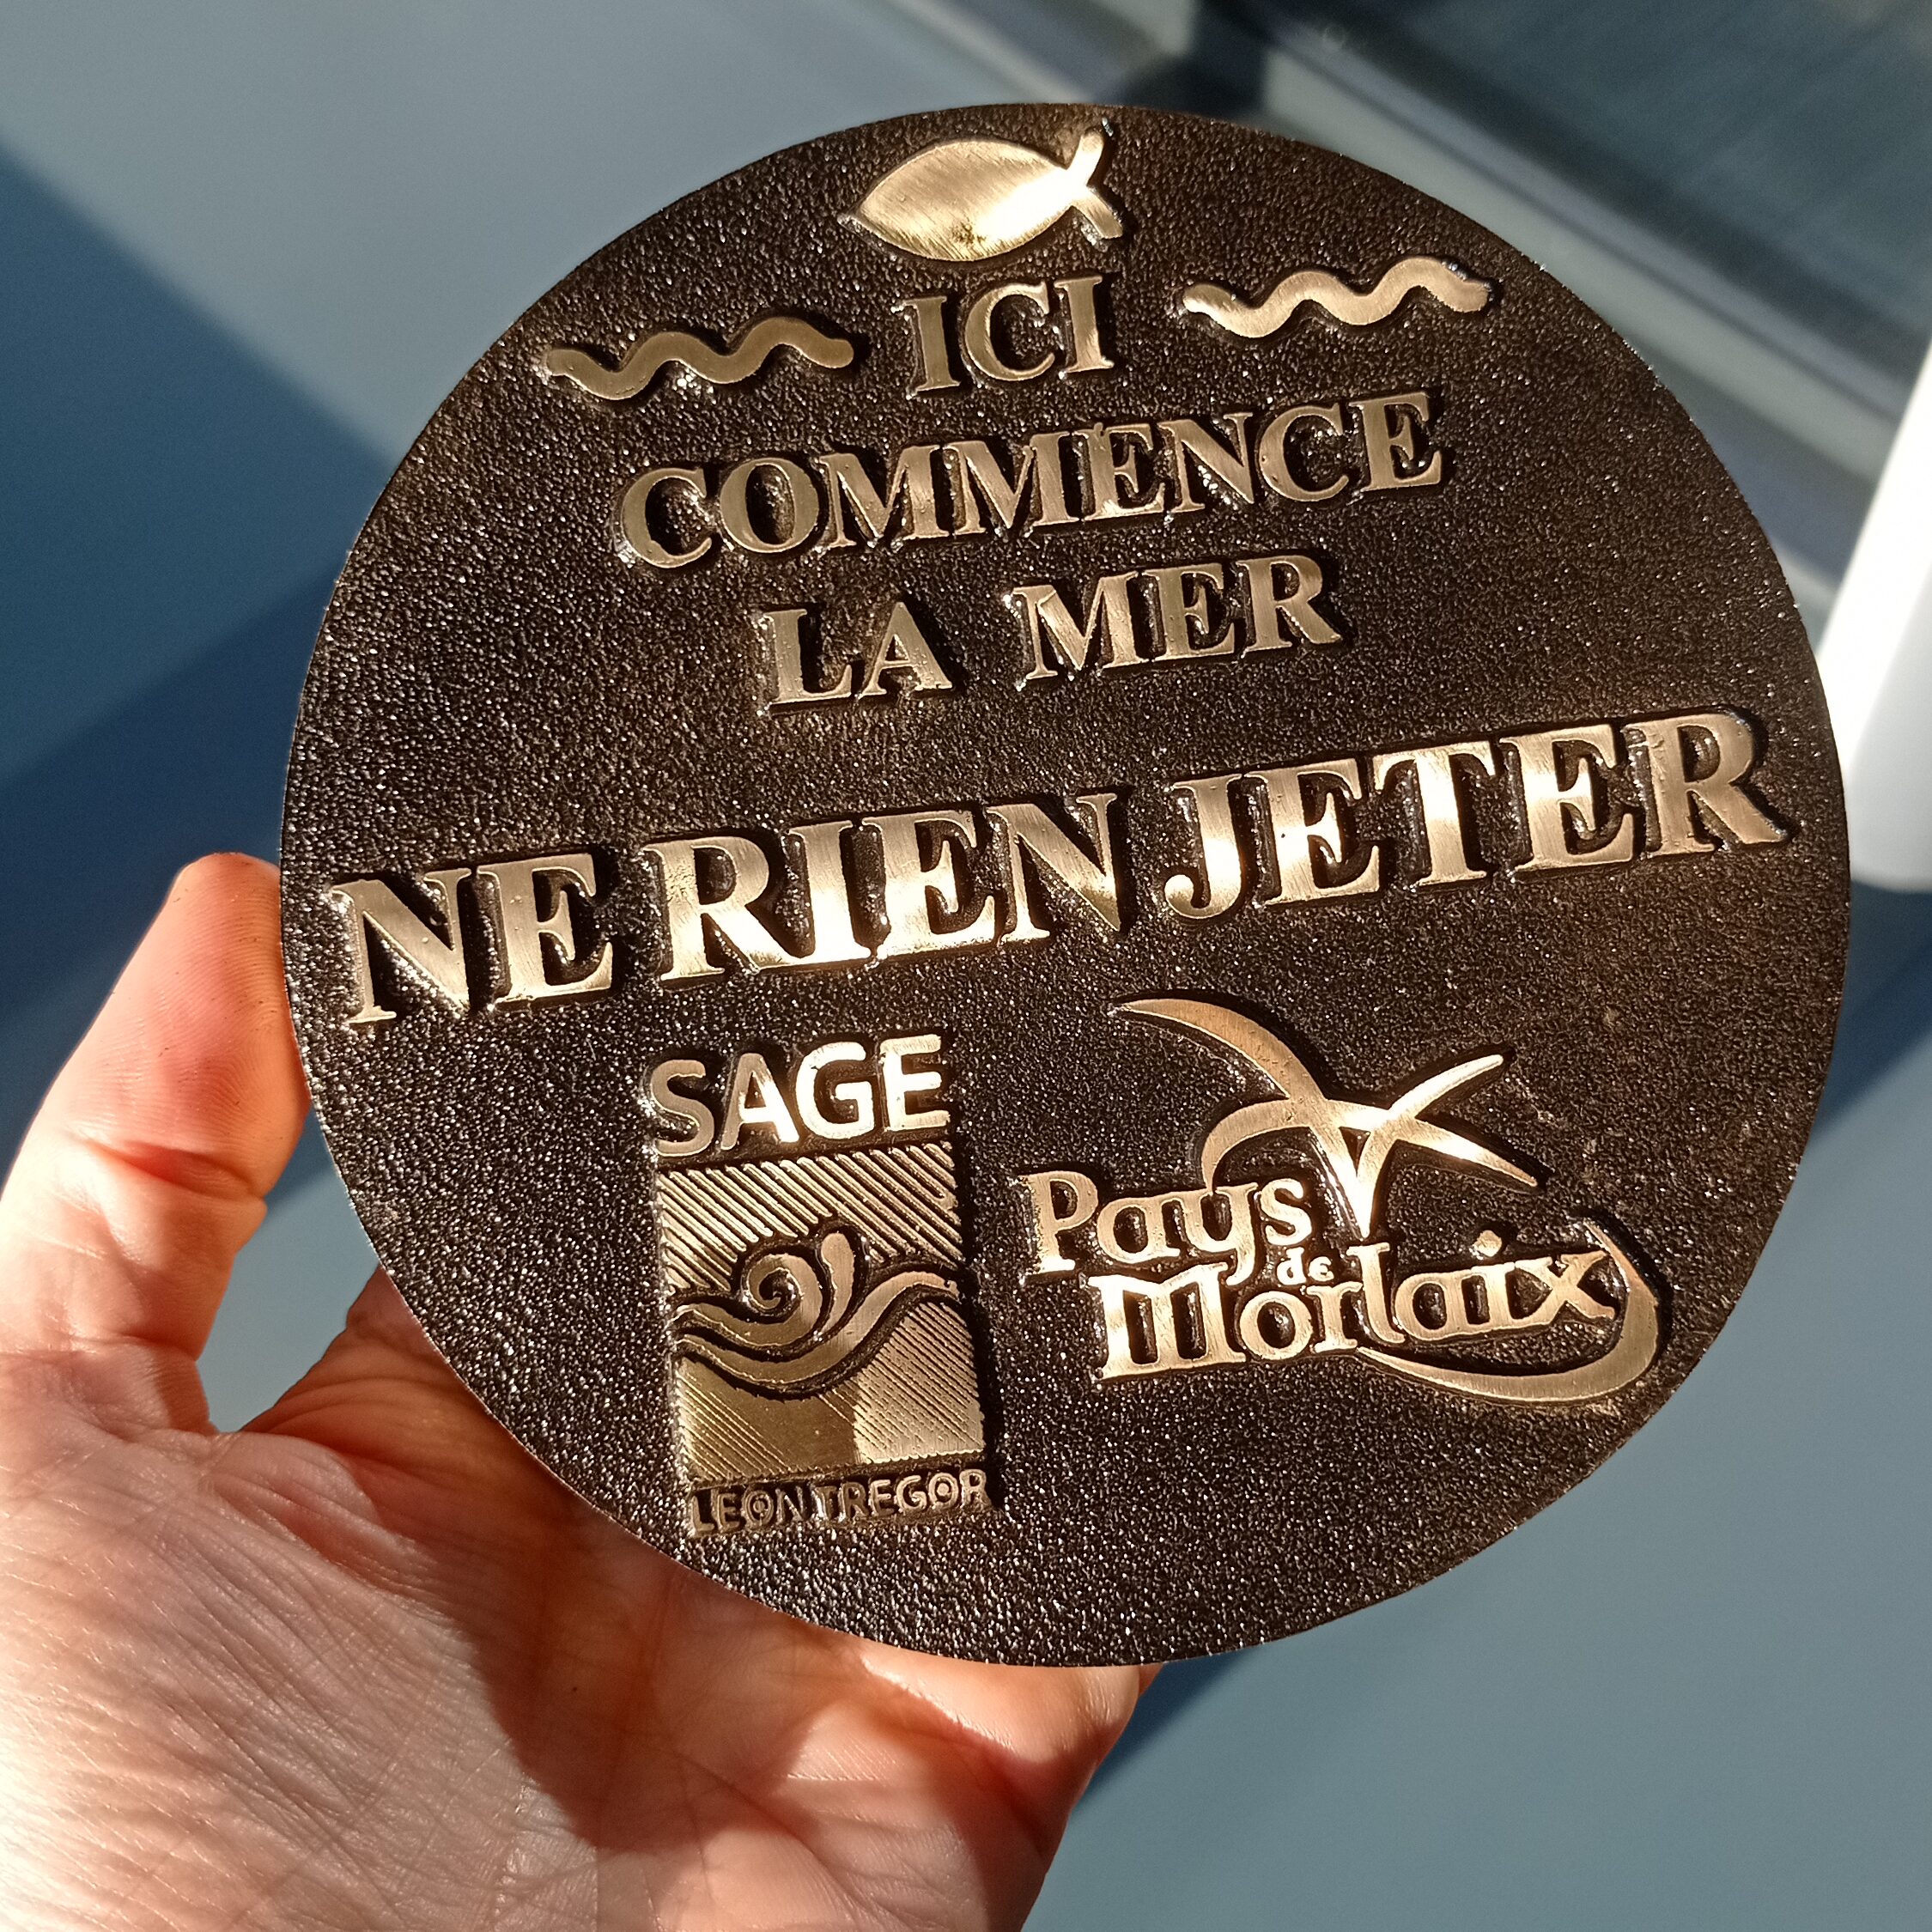 ICI
COMMENCE
LA MER
NE RIEN JETER
SAGE
LEON TREGOR
Pays
de
Morlaix